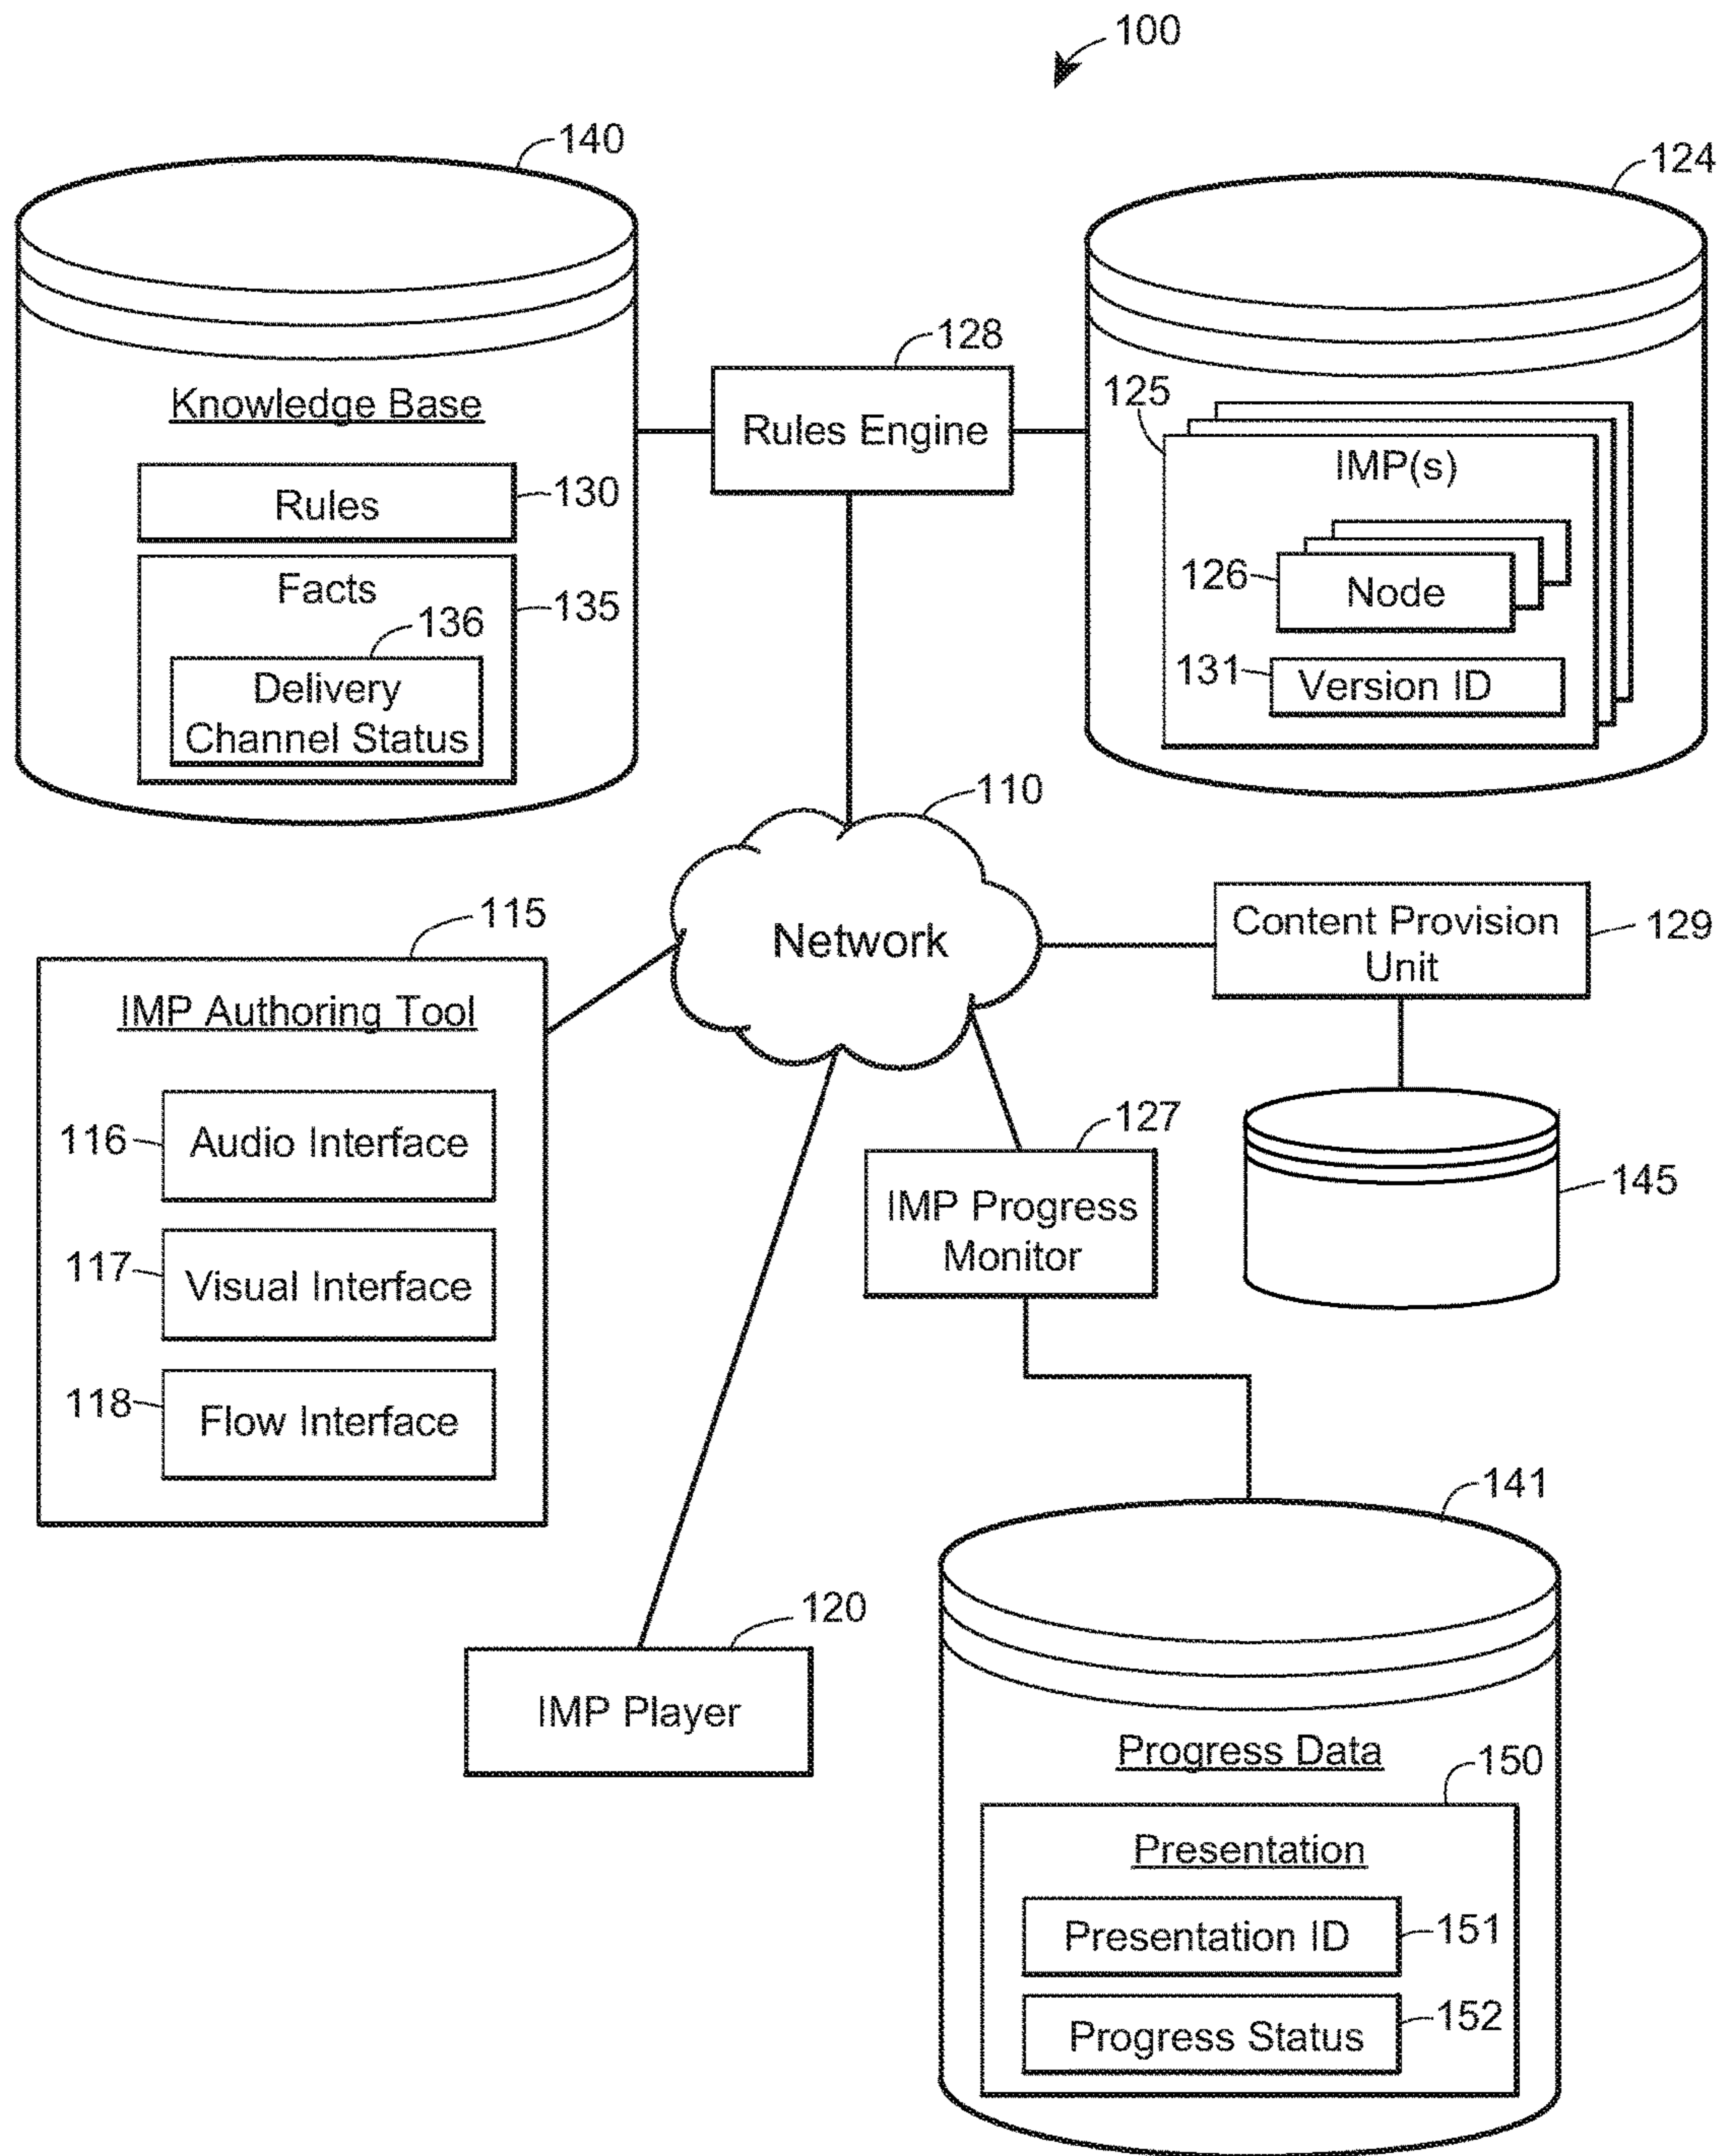 100
140
124
128
Knowledge Base
Rules Engine
125
IMP(s)
Rules
130
126
Node
Facts
135
136
131
Version ID
Delivery
Channel Status
110
115
Network
Content Provision
Unit
129
IMP Authoring Tool
116
Audio Interface
127
145
IMP Progress
Monitor
117
Visual Interface
118
Flow Interface
141
120
IMP Player
Progress Data
150
Presentation
Presentation ID
151
Progress Status
152